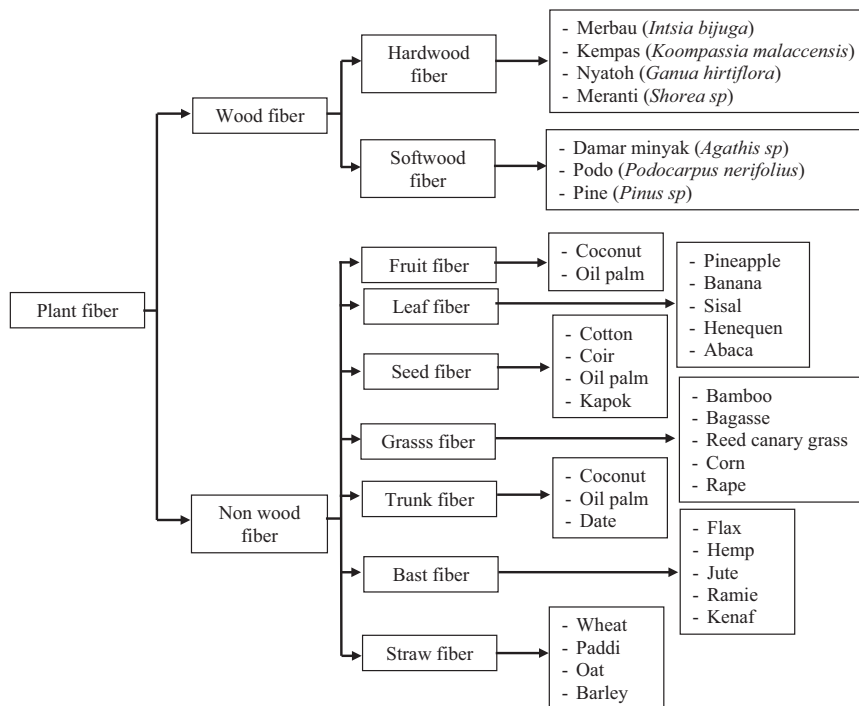 Plant fiber
Wood fiber
Hardwood
fiber
- Merbau (Intsia bijuga)
- Kempas (Koompassia malaccensis)
- Nyatoh (Ganua hirtiflora)
- Meranti (Shorea sp)
Softwood
fiber
- Damar minyak (Agathis sp)
- Podo (Podocarpus nerifolius)
- Pine (Pinus sp)
Non wood
fiber
Fruit fiber
- Coconut
- Oil palm
Leaf fiber
- Pineapple
- Banana
- Sisal
- Henequen
- Abaca
Seed fiber
- Cotton
- Coir
- Oil palm
- Kapok
Grasss fiber
- Bamboo
- Bagasse
- Reed canary grass
- Corn
- Rape
Trunk fiber
- Coconut
- Oil palm
- Date
Bast fiber
- Flax
- Hemp
- Jute
- Ramie
- Kenaf
Straw fiber
- Wheat
- Paddi
- Oat
- Barley